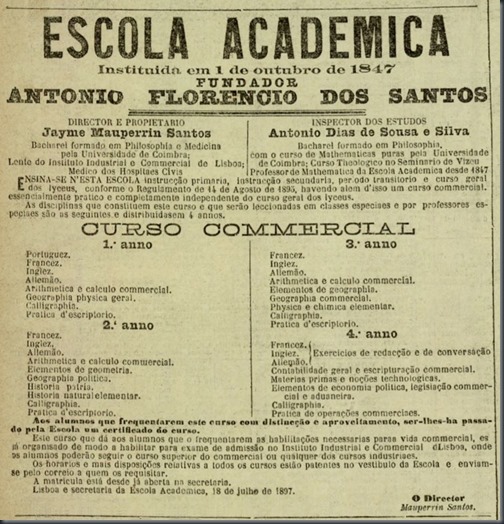 ESCOLA ACADEMICA
Instituida em 1 de outubro de 1847
FUNDADOR
ANTONIO FLORENCIO DOS SANTOS
DIRECTOR E PROPIETARIO
Jayme Mauperrin Santos
Bacharel formado em Philosophia e Medicina
pela Universidade de Coimbra;
Lente do Instituto Industrial e Commercial de Lisboa;
Medico dos Hospitaes Civis
INSPECTOR DOS ESTUDOS
Antonio Dias de Sousa e Silva
Bacharel formado em Philosophia,
com o curso de Mathematicas puras pela Universidade
de Coimbra; Curso Theologico no Seminario de Vizeu
Professor de Mathematica da Escola Academica desde 1847
ENSINA-SE N'ESTA ESCOLA instrucção primaria, instrucção secundaria, periodo transitorio e curso geral
dos lyceus, conforme o Regulamento de 14 de Agosto de 1895, havendo alem d'isso um curso commercial,
essencialmente pratico e completamente independente do curso geral dos lyceus.
As disciplinas que constituem este curso e que serão leccionadas em classes especiaes e por professores es-
peciaes são as seguintes e distribuidas em 4 annos.
CURSO COMMERCIAL
1.º anno
Portuguez.
Francez.
Inglez.
Allemão.
Arithmetica e calculo commercial.
Geographia physica geral.
Calligraphia.
Pratica d'escriptorio.
2.º anno
Francez.
Inglez.
Allemão.
Arithmetica e calculo commercial.
Elementos de geometria.
Geographia politica.
Historia patria.
Historia natural elementar.
Calligraphia.
Pratica d'escriptorio.
3.º anno
Francez.
Inglez.
Allemão.
Arithmetica e calculo commercial.
Elementos de geographia.
Geographia commercial.
Physica e chimica elementar.
Calligraphia.
Pratica d'escriptorio.
4.º anno
Francez.
Inglez. Exercicios de redacção e de conversação
Allemão.
Contabilidade geral e escripturação commercial.
Materias primas e noções technologicas.
Elementos de economia politica, legislação commer-
cial e aduaneira.
Calligraphia.
Pratica de operações commerciaes.
Aos alumnos que frequentarem este curso com distincção e aproveitamento, ser-lhes-ha passa-
do pela Escola um certificado do curso.
Este curso que dá aos alumnos que o frequentarem as habilitações necessarias para vida commercial, es
já organisado de modo a habilitar para exame de admissão no Instituto Industrial e Commercial de Lisboa, onde
os alumnos poderão seguir o curso superior do commercial ou qualquer dos cursos industriaes.
Os horarios e mais disposições relativas a todos os cursos estão patentes no vestibulo da Escola e enviam-
se pelo correio a quem os requisitar.
A matricula está desde já aberta na secretaria.
Lisboa e secretaria da Escola Academica, 18 de julho de 1897.
O Director
Mauperrin Santos.